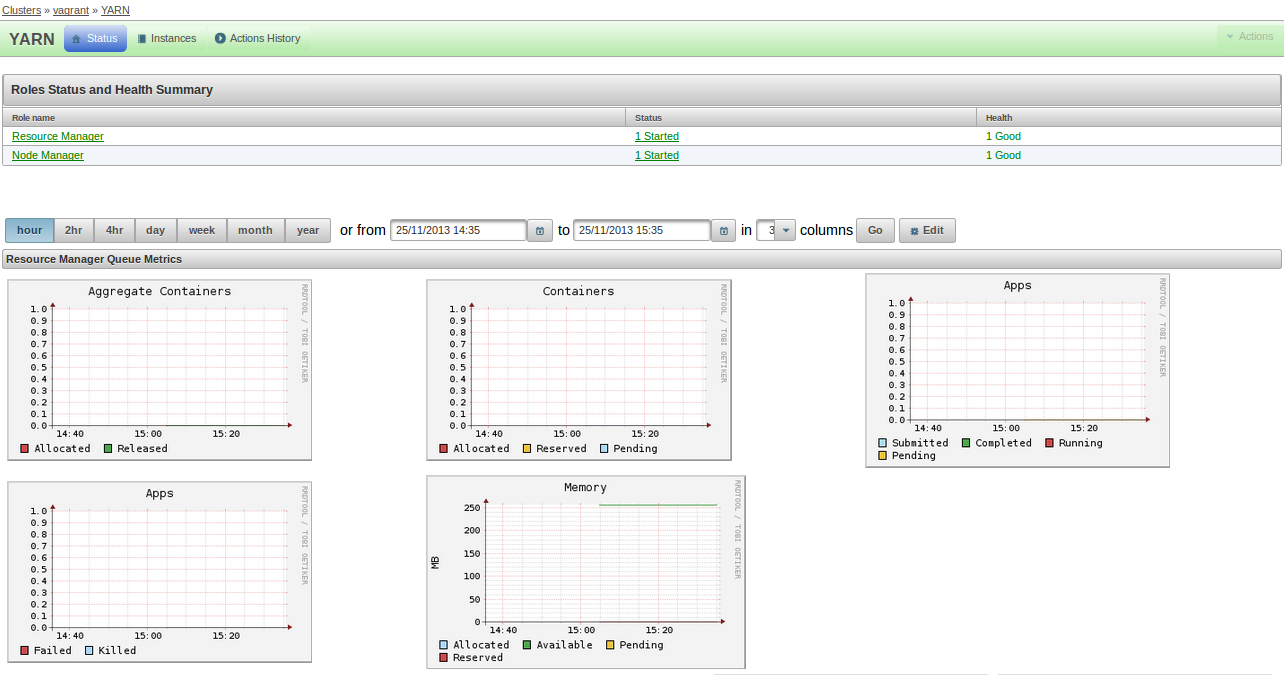 Clusters » vagrant » YARN
YARN Status Instances Actions History Actions
Roles Status and Health Summary
Role name Status Health
Resource Manager 1 Started 1 Good
Node Manager 1 Started 1 Good
hour 2hr 4hr day week month year or from 25/11/2013 14:35 to 25/11/2013 15:35 in 3 columns Go Edit
Resource Manager Queue Metrics
Aggregate Containers
RRDTOOL / TOBI OETIKER
1.0
0.9
0.8
0.7
0.6
0.5
0.4
0.3
0.2
0.1
0.0
14:40 15:00 15:20
Allocated Released
Containers
RRDTOOL / TOBI OETIKER
1.0
0.9
0.8
0.7
0.6
0.5
0.4
0.3
0.2
0.1
0.0
14:40 15:00 15:20
Allocated Reserved Pending
Apps
RRDTOOL / TOBI OETIKER
1.0
0.9
0.8
0.7
0.6
0.5
0.4
0.3
0.2
0.1
0.0
14:40 15:00 15:20
Submitted Completed Running
Pending
Apps
RRDTOOL / TOBI OETIKER
1.0
0.9
0.8
0.7
0.6
0.5
0.4
0.3
0.2
0.1
0.0
14:40 15:00 15:20
Failed Killed
Memory
RRDTOOL / TOBI OETIKER
MB
250
200
150
100
50
0
14:40 15:00 15:20
Allocated Available Pending
Reserved